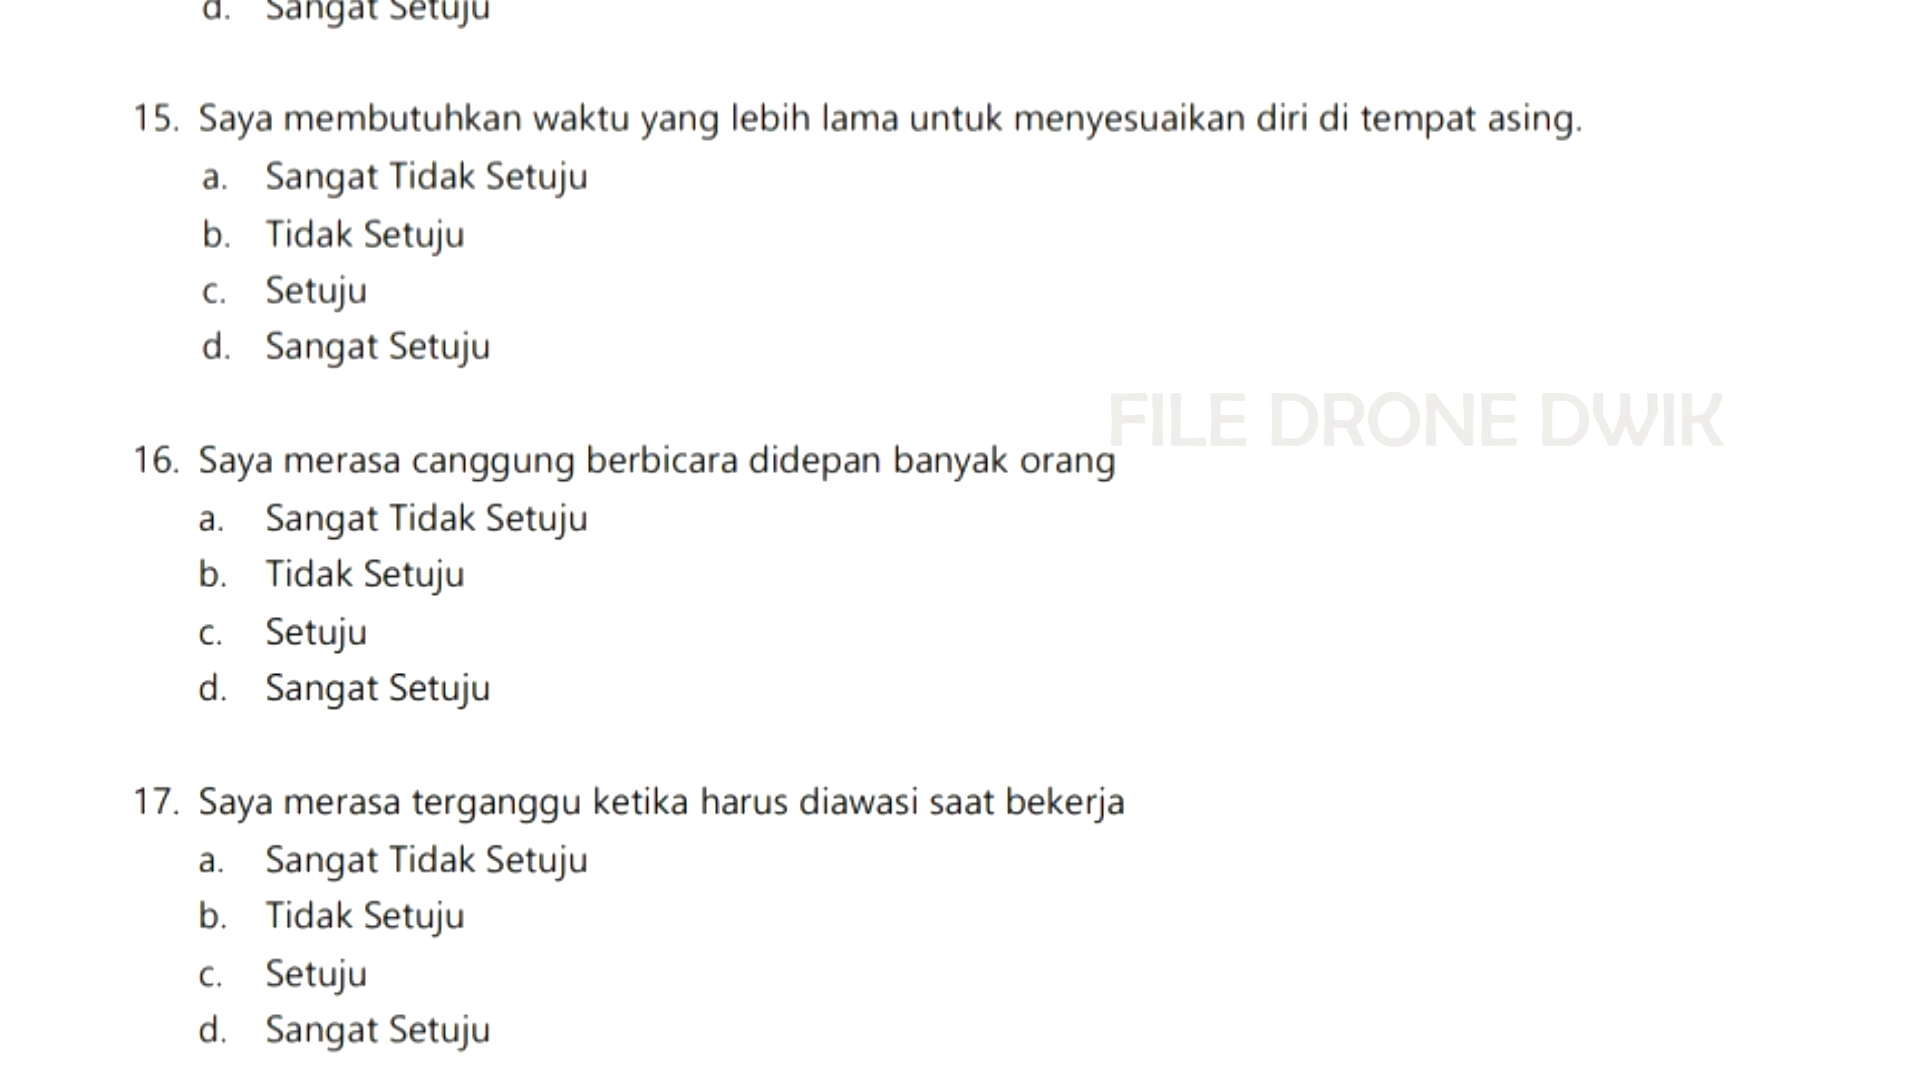 d. Sangat Setuju
15. Saya membutuhkan waktu yang lebih lama untuk menyesuaikan diri di tempat asing.
a. Sangat Tidak Setuju
b. Tidak Setuju
c. Setuju
d. Sangat Setuju
FILE DRONE DWIK
16. Saya merasa canggung berbicara didepan banyak orang
a. Sangat Tidak Setuju
b. Tidak Setuju
c. Setuju
d. Sangat Setuju
17. Saya merasa terganggu ketika harus diawasi saat bekerja
a. Sangat Tidak Setuju
b. Tidak Setuju
c. Setuju
d. Sangat Setuju